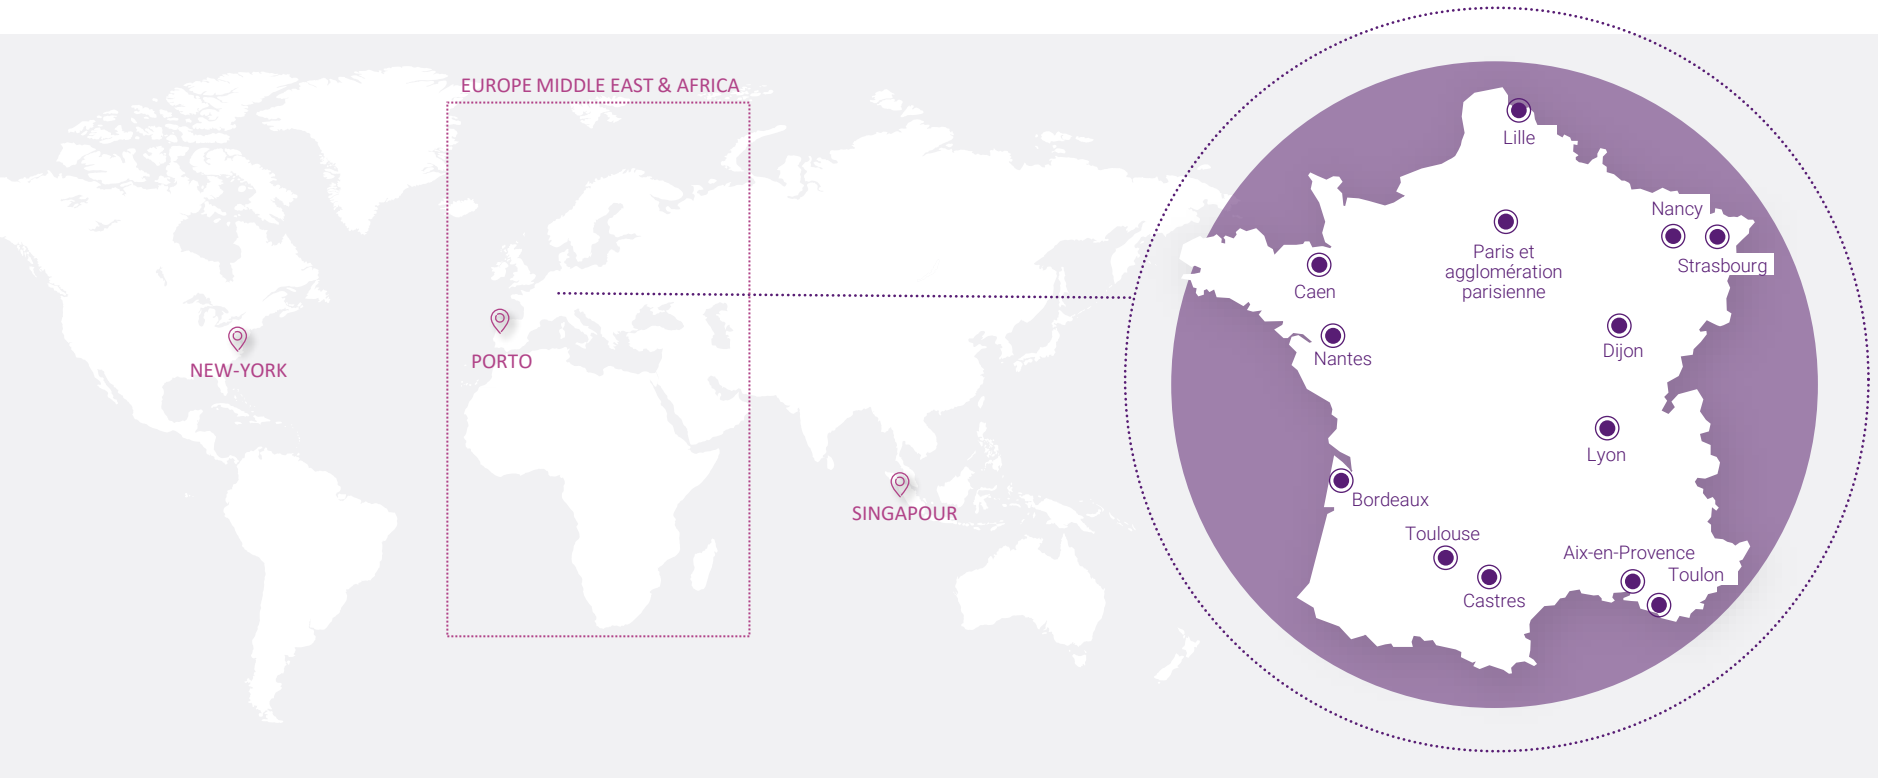 EUROPE MIDDLE EAST & AFRICA
NEW-YORK
PORTO
SINGAPOUR
Lille
Nancy
Strasbourg
Paris et
agglomération
parisienne
Caen
Nantes
Dijon
Lyon
Bordeaux
Toulouse
Castres
Aix-en-Provence
Toulon